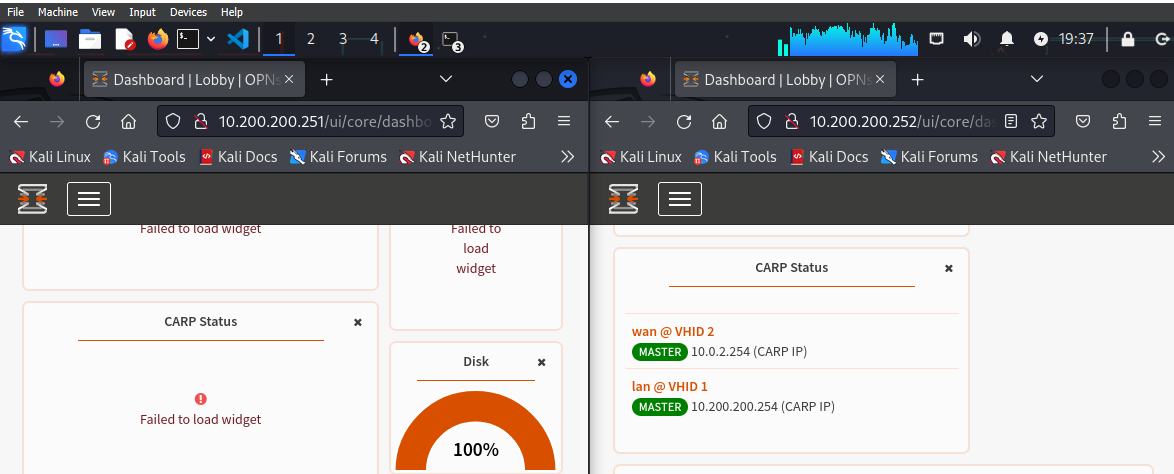 File Machine View Input Devices Help
1 2 3 4 2 3 19:37
Dashboard | Lobby | OPNs
10.200.200.251/ui/core/dashbo
Kali Linux Kali Tools Kali Docs Kali Forums Kali NetHunter
Failed to load widget
Failed to
load
widget
CARP Status
Failed to load widget
Disk
100%
Dashboard | Lobby | OPNs
10.200.200.252/ui/core/das
Kali Linux Kali Tools Kali Docs Kali Forums Kali NetHunter
CARP Status
wan @ VHID 2
MASTER 10.0.2.254 (CARP IP)
lan @ VHID 1
MASTER 10.200.200.254 (CARP IP)